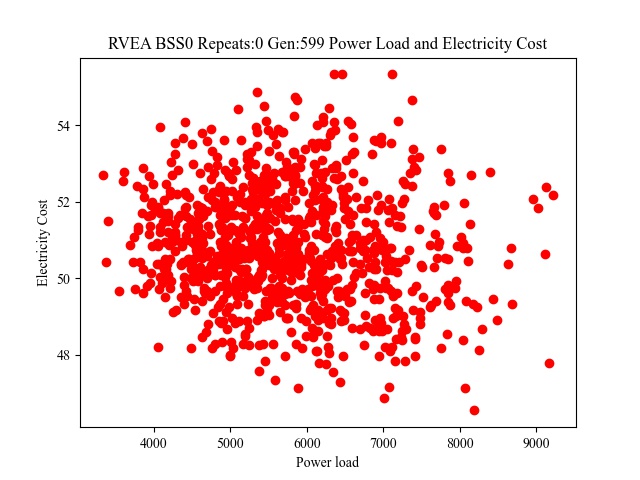 RVEA BSS0 Repeats:0 Gen:599 Power Load and Electricity Cost
Electricity Cost
54
52
50
48
4000 5000 6000 7000 8000 9000
Power load